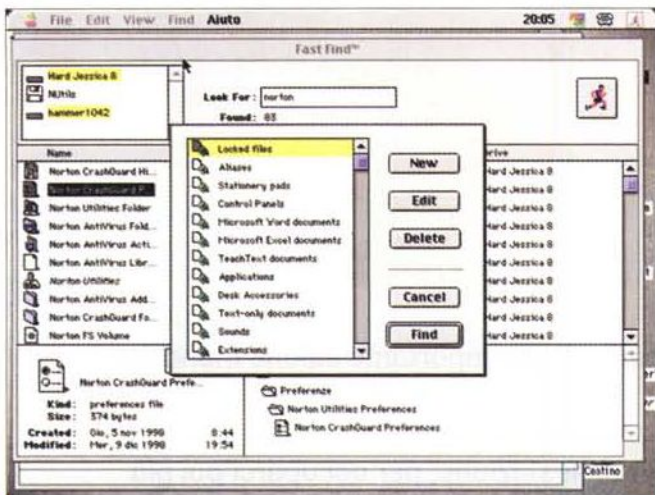 File Edit View Find Aiuto 20:05
Fast Find™
Hard Jessica 8
NUtils
hammer1042
Look For: norton
Found: 83
Name
Drive
Norton CrashGuard Hi...
Norton CrashGuard P...
Norton Utilities Folder
Norton AntiVirus Fold...
Norton AntiVirus Acti...
Norton AntiVirus Libr...
Norton Utilities
Norton AntiVirus Add...
Norton CrashGuard Fo...
Norton FS Volume
Hard Jessica 8
Hard Jessica 8
Hard Jessica 8
Hard Jessica 8
Hard Jessica 8
Hard Jessica 8
Hard Jessica 8
Hard Jessica 8
Hard Jessica 8
Hard Jessica 8
Locked files
Aliases
Stationery pads
Control Panels
Microsoft Word documents
Microsoft Excel documents
TeachText documents
Applications
Desk Accessories
Text-only documents
Sounds
Extensions
New
Edit
Delete
Cancel
Find
Norton CrashGuard Prefe...
Kind: preferences file
Size: 574 bytes
Created: Gio, 5 nov 1998 8:44
Modified: Mer, 9 dic 1998 19:54
Preferenze
Norton Utilities Preferences
Norton CrashGuard Preferences
Cestino